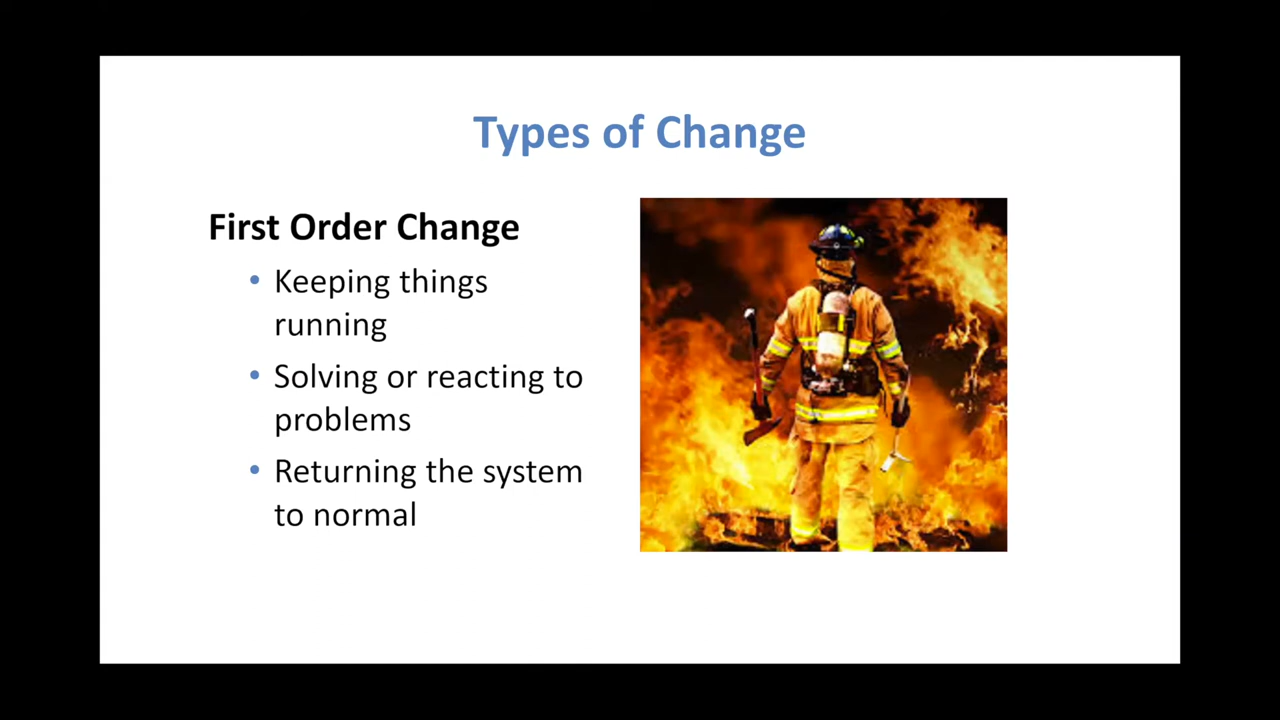 Types of Change
First Order Change
• Keeping things
running
• Solving or reacting to
problems
• Returning the system
to normal